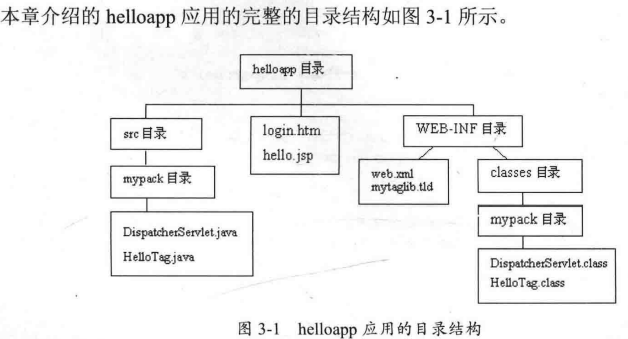 本章介绍的 helloapp 应用的完整的目录结构如图 3-1 所示。
helloapp 目录
src 目录
login.htm
hello.jsp
WEB-INF 目录
mypack 目录
web.xml
mytaglib.tld
classes 目录
DispatcherServlet.java
HelloTag.java
mypack 目录
DispatcherServlet.class
HelloTag.class
图 3-1 helloapp 应用的目录结构